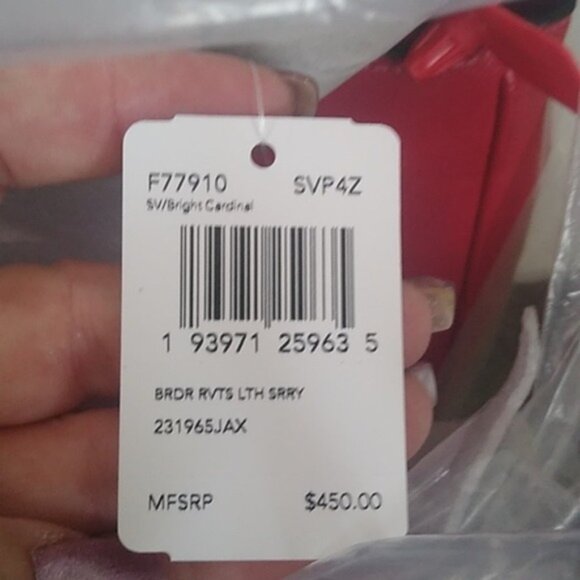 F77910 SVP4Z
SV/Bright Cardinal
1 93971 25963 5
BRDR RVTS LTH SRRY
231965JAX
MFSRP $450.00